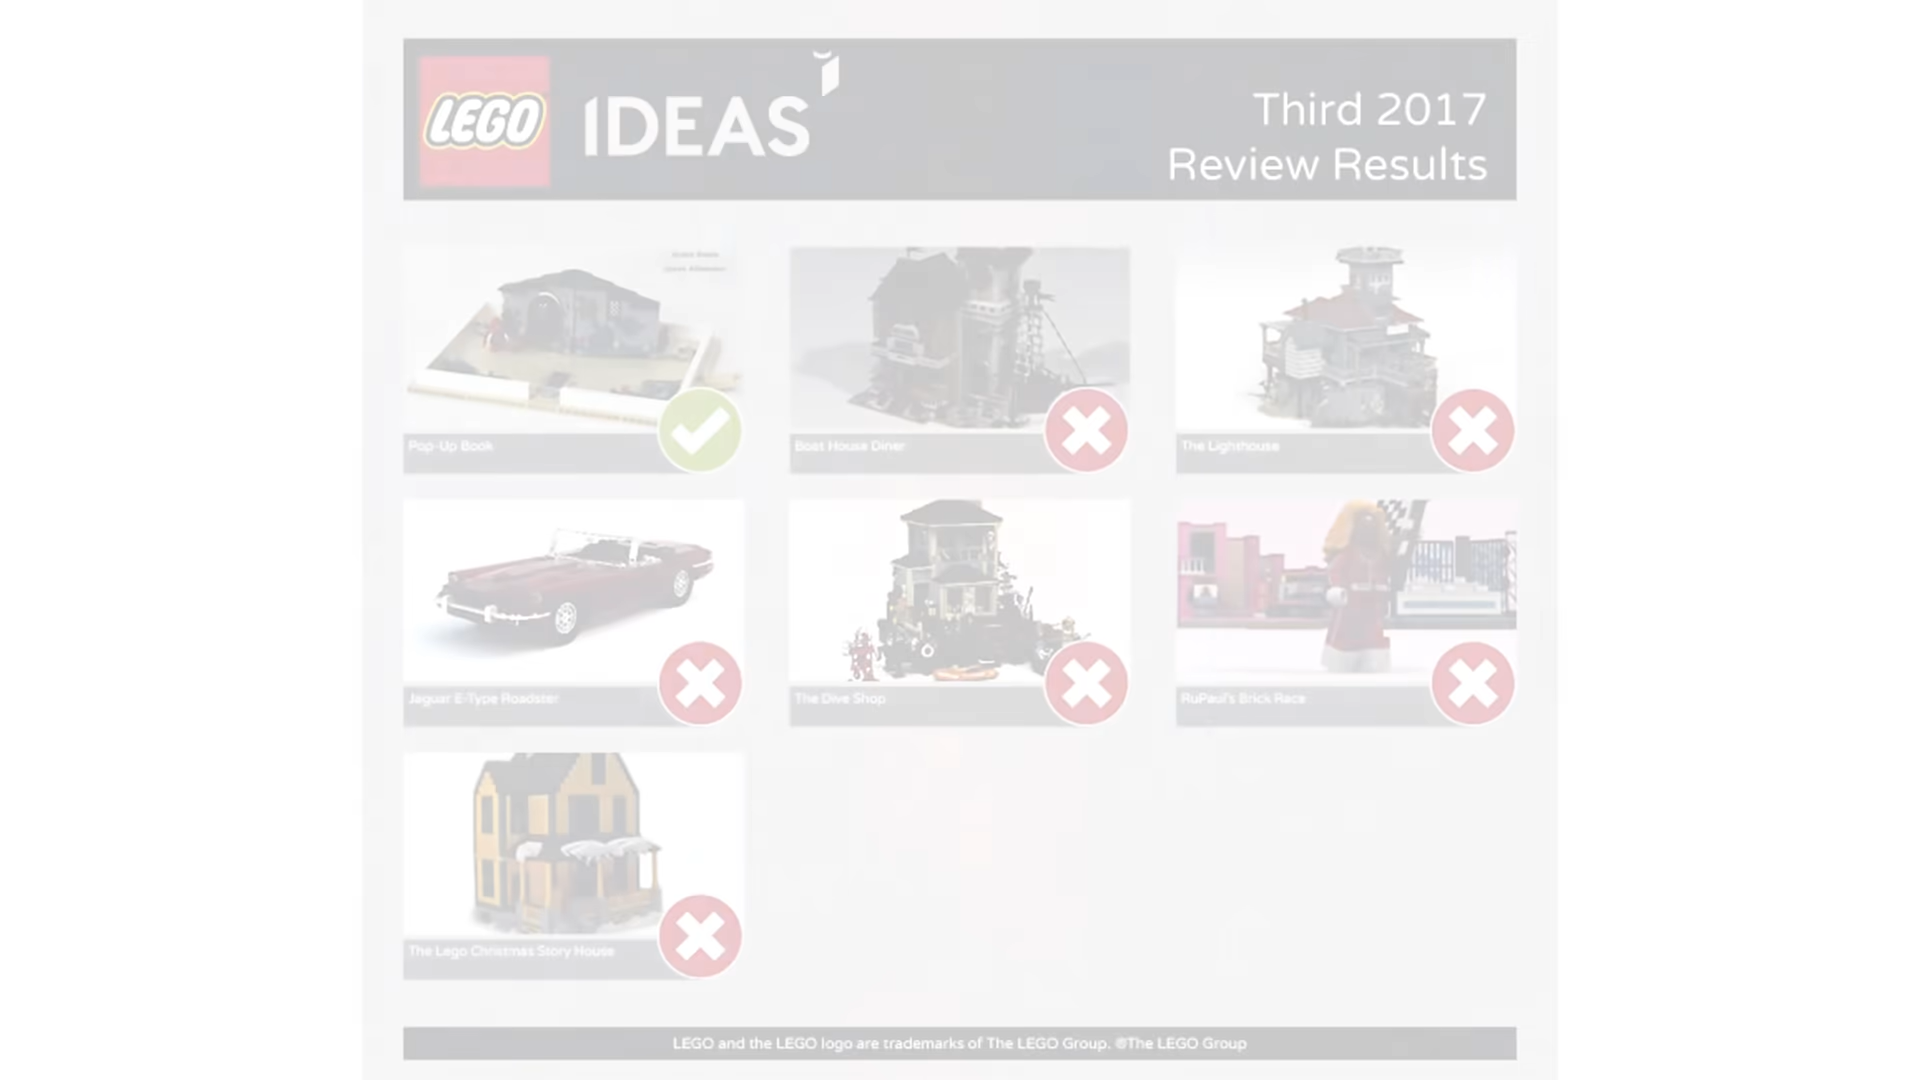 LEGO
IDEAS
Third 2017
Review Results
Pop-Up Book
Boat House Diner
The Lighthouse
Jaguar E-Type Roadster
The Dive Shop
RuPaul's Brick Race
The Lego Christmas Story House
LEGO and the LEGO logo are trademarks of The LEGO Group. ®The LEGO Group